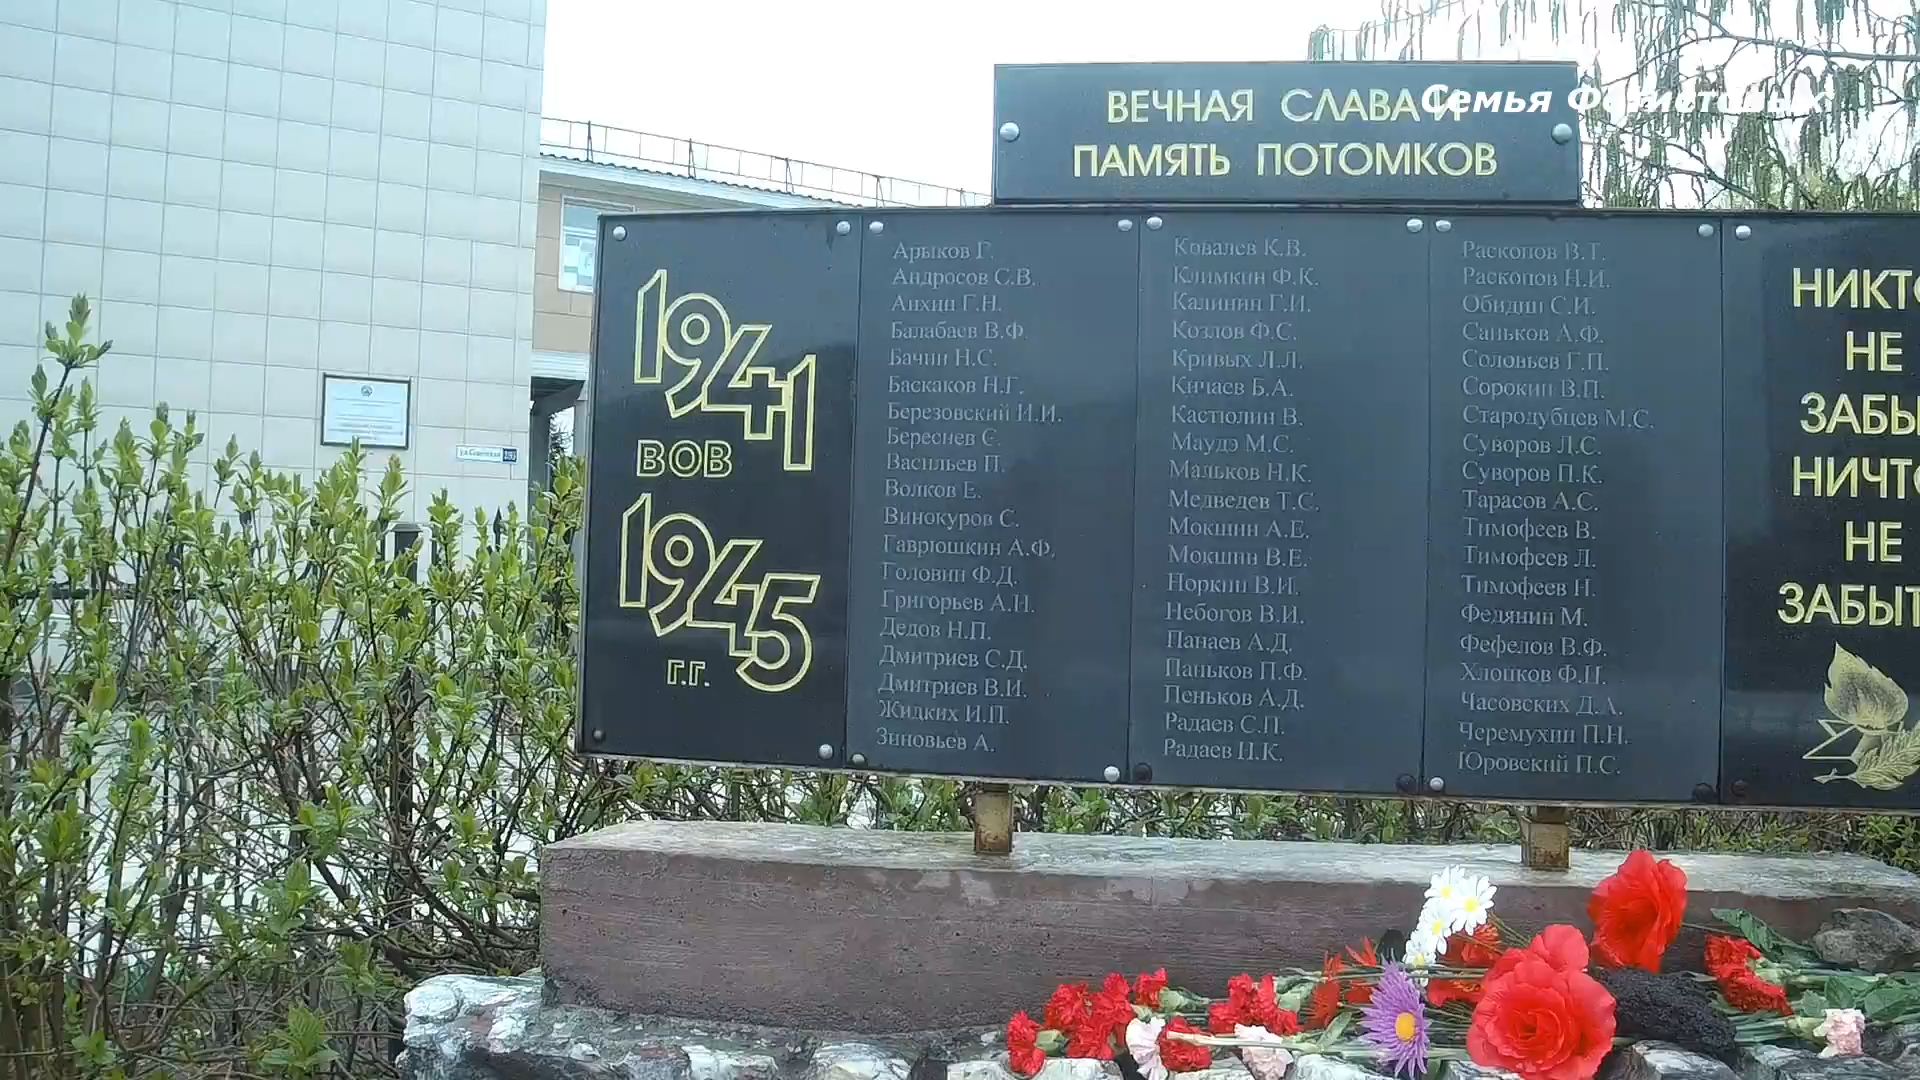 ВЕЧНАЯ СЛАВА И
ПАМЯТЬ ПОТОМКОВ
Семья
1941
ВОВ
1945
Г.Г.
Арыков Г.
Андросов С.В.
Анхин Г.Н.
Балабаев В.Ф.
Бачин Н.С.
Баскаков Н.Г.
Березовский И.И.
Береснев С.
Васильев П.
Волков Е.
Винокуров С.
Гаврюшкин А.Ф.
Головин Ф.Д.
Григорьев А.Н.
Дедов Н.П.
Дмитриев С.Д.
Дмитриев В.И.
Жидких И.П.
Зиновьев А.
Ковалев К.В.
Климкин Ф.К.
Калинин Г.И.
Козлов Ф.С.
Кривых Л.Л.
Кичаев Б.А.
Кастюлин В.
Маудэ М.С.
Мальков Н.К.
Медведев Т.С.
Мокшин А.Е.
Мокшин В.Е.
Норкин В.И.
Небогов В.И.
Панаев А.Д.
Паньков П.Ф.
Пеньков А.Д.
Радаев С.П.
Радаев Н.К.
Раскопов В.Т.
Раскопов Н.И.
Обидин С.И.
Саньков А.Ф.
Соловьев Г.П.
Сорокин В.П.
Стародубцев М.С.
Суворов Л.С.
Суворов П.К.
Тарасов А.С.
Тимофеев В.
Тимофеев Л.
Тимофеев Н.
Федянин М.
Фефелов В.Ф.
Хлопков Ф.Н.
Часовских Д.А.
Черемухин П.Н.
Юровский П.С.
НИКТО
НЕ
ЗАБЫ
НИЧТО
НЕ
ЗАБЫТ